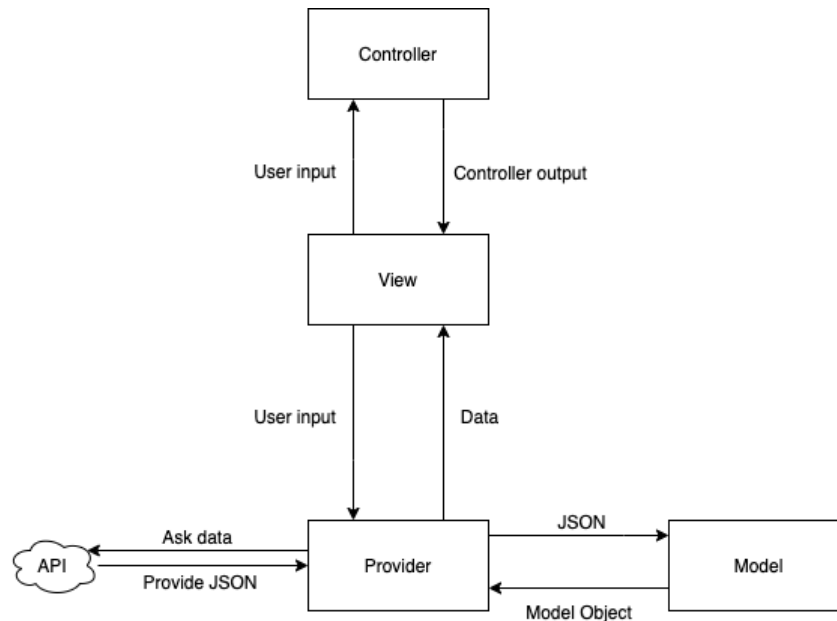 Controller
User input
Controller output
View
User input
Data
Ask data
JSON
API
Provider
Model
Provide JSON
Model Object